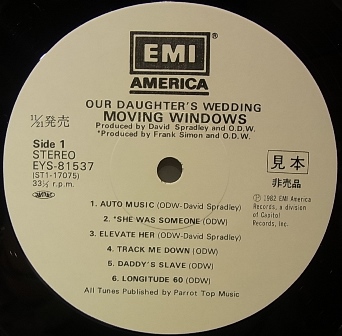 EMI
AMERICA
OUR DAUGHTER'S WEDDING
MOVING WINDOWS
Produced by David Spradley and O.D.W.
*Produced by Frank Simon and O.D.W.
11/21発売
Side 1
STEREO
EYS-81537
(ST1-17075)
33⅓ r.p.m.
見本
非売品
℗ 1982 EMI America
Records, a division
of Capitol
Records, Inc.
1. AUTO MUSIC (ODW-David Spradley)
2. *SHE WAS SOMEONE (ODW)
3. ELEVATE HER (ODW-David Spradley)
4. TRACK ME DOWN (ODW)
5. DADDY'S SLAVE (ODW)
6. LONGITUDE 60 (ODW)
All Tunes Published by Parrot Top Music